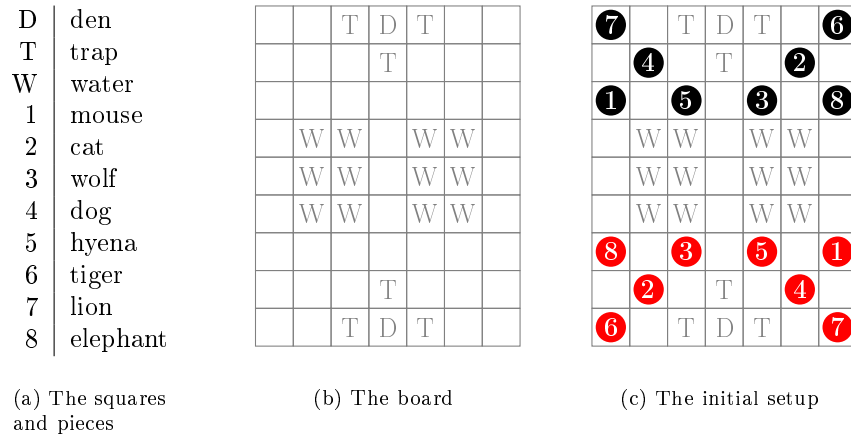 D den
T trap
W water
1 mouse
2 cat
3 wolf
4 dog
5 hyena
6 tiger
7 lion
8 elephant
(a) The squares
and pieces
T D T
T
W W W W
W W W W
W W W W
T
T D T
(b) The board
7 T D T 6
4 T 2
1 5 3 8
W W W W
W W W W
W W W W
8 3 5 1
2 T 4
6 T D T 7
(c) The initial setup